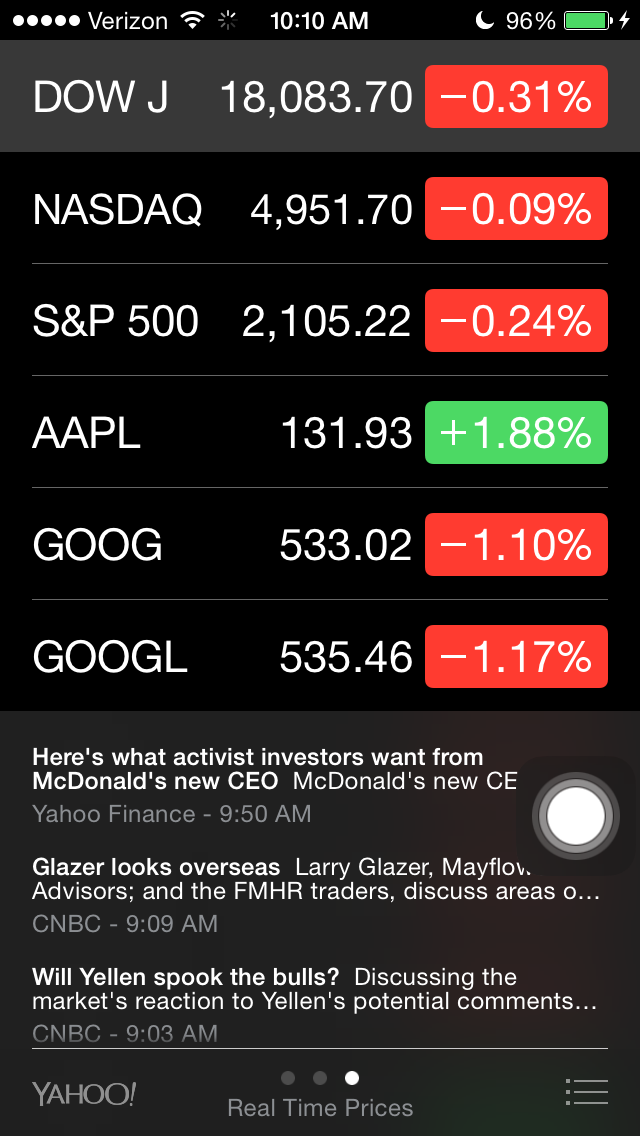 Verizon 10:10 AM 96%
DOW J 18,083.70 −0.31%
NASDAQ 4,951.70 −0.09%
S&P 500 2,105.22 −0.24%
AAPL 131.93 +1.88%
GOOG 533.02 −1.10%
GOOGL 535.46 −1.17%
Here's what activist investors want from
McDonald's new CEO McDonald's new CE
Yahoo Finance - 9:50 AM
Glazer looks overseas Larry Glazer, Mayflow
Advisors; and the FMHR traders, discuss areas o...
CNBC - 9:09 AM
Will Yellen spook the bulls? Discussing the
market's reaction to Yellen's potential comments...
CNBC - 9:03 AM
YAHOO!
Real Time Prices